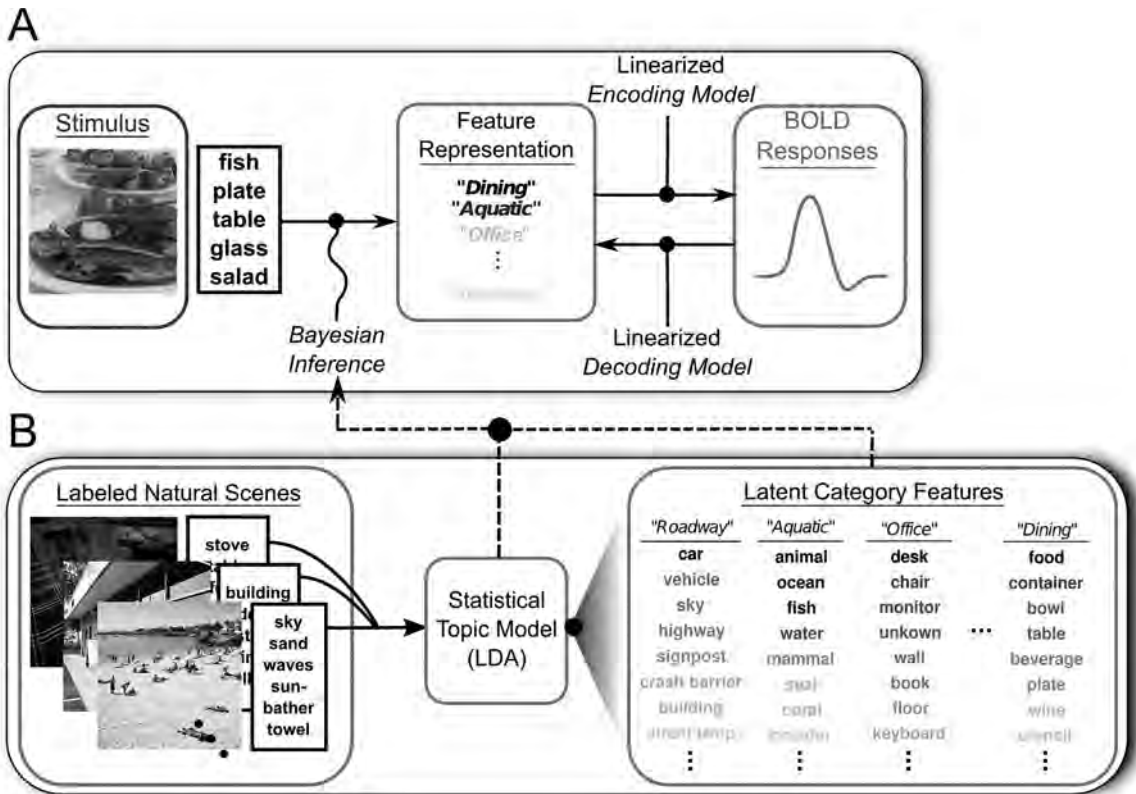 A
Stimulus
fish
plate
table
glass
salad
Bayesian
Inference
Feature
Representation
"Dining"
"Aquatic"
"Office"
Linearized
Encoding Model
Linearized
Decoding Model
BOLD
Responses
B
Labeled Natural Scenes
stove
building
sky
sand
waves
sun-
bather
towel
Statistical
Topic Model
(LDA)
Latent Category Features
"Roadway" "Aquatic" "Office" "Dining"
car animal desk food
vehicle ocean chair container
sky fish monitor bowl
highway water unkown ... table
signpost mammal wall beverage
crash barrier seal book plate
building coral floor wine
keyboard utensil